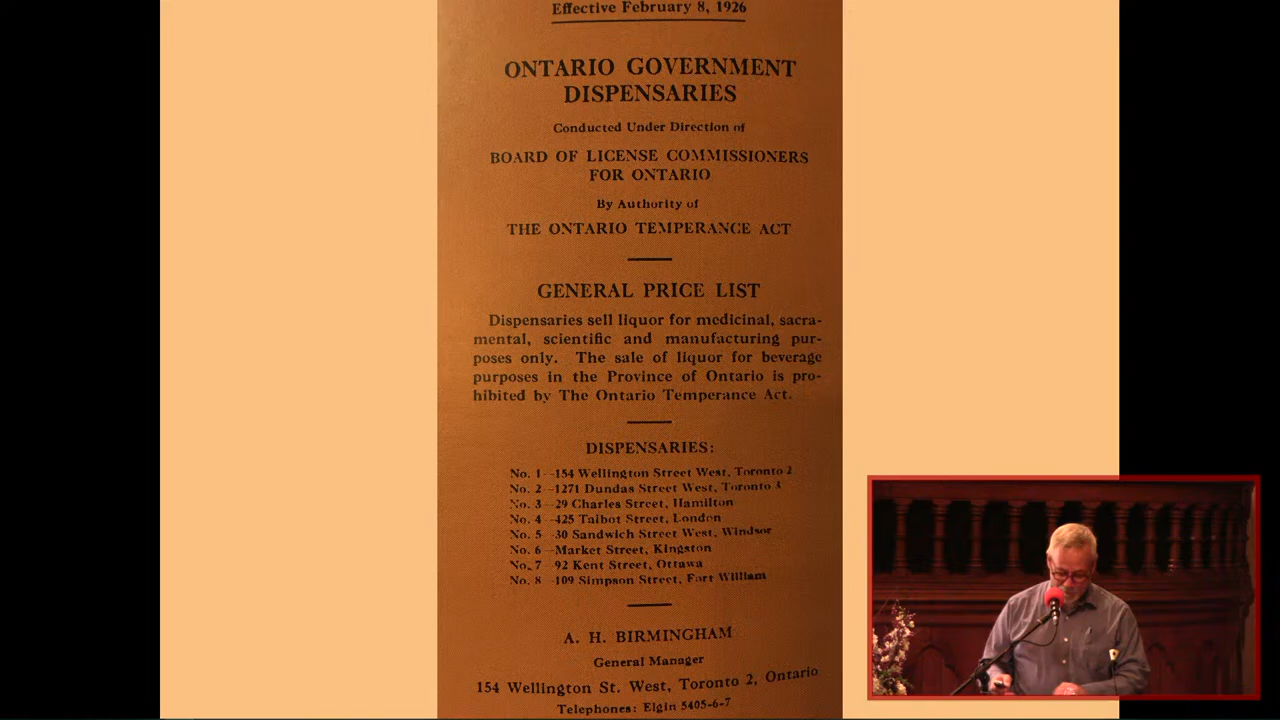 Effective February 8, 1926
ONTARIO GOVERNMENT
DISPENSARIES
Conducted Under Direction of
BOARD OF LICENSE COMMISSIONERS
FOR ONTARIO
By Authority of
THE ONTARIO TEMPERANCE ACT
GENERAL PRICE LIST
Dispensaries sell liquor for medicinal, sacra-
mental, scientific and manufacturing pur-
poses only. The sale of liquor for beverage
purposes in the Province of Ontario is pro-
hibited by The Ontario Temperance Act.
DISPENSARIES:
No. 1—154 Wellington Street West, Toronto 2
No. 2—1271 Dundas Street West, Toronto
No. 3—29 Charles Street, Hamilton
No. 4—425 Talbot Street, London
No. 5—30 Sandwich Street West, Windsor
No. 6—Market Street, Kingston
No. 7—92 Kent Street, Ottawa
No. 8—109 Simpson Street, Fort William
A. H. BIRMINGHAM
General Manager
154 Wellington St. West, Toronto 2, Ontario
Telephones: Elgin 5405-6-7